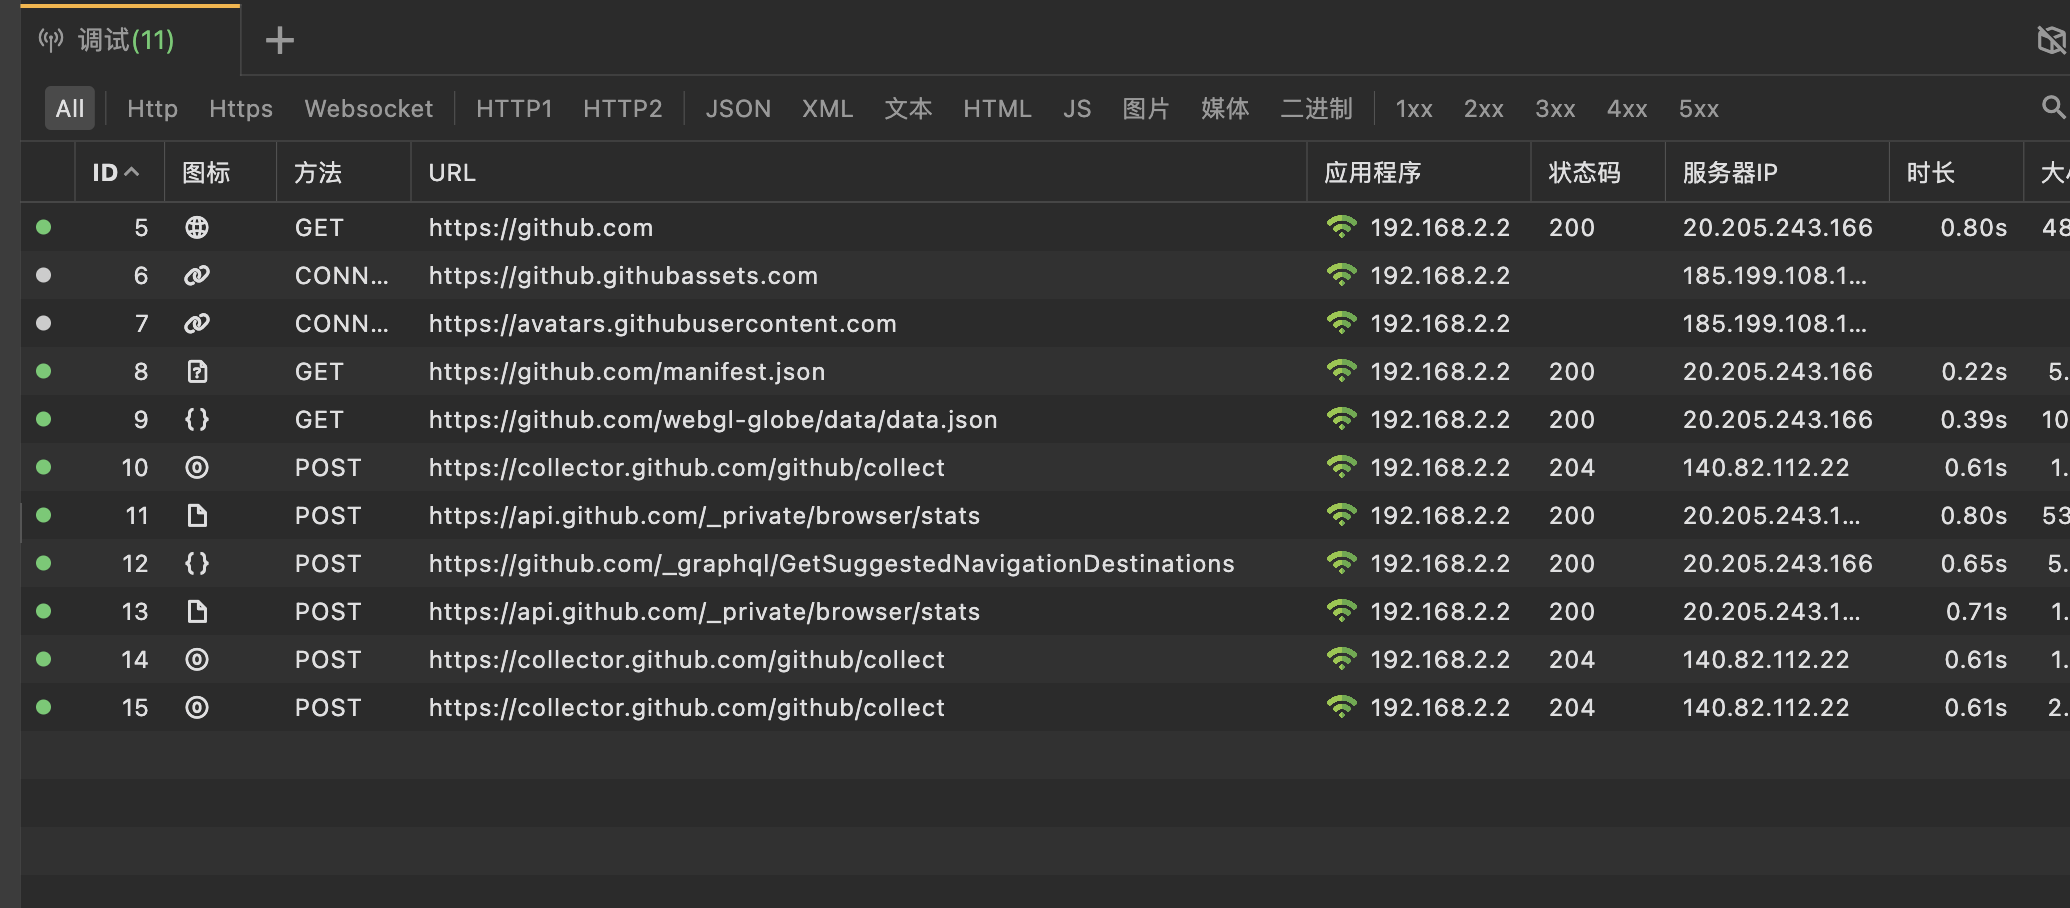 调试(11)
All Http Https Websocket HTTP1 HTTP2 JSON XML 文本 HTML JS 图片 媒体 二进制 1xx 2xx 3xx 4xx 5xx
ID 图标 方法 URL 应用程序 状态码 服务器IP 时长
5 GET https://github.com 192.168.2.2 200 20.205.243.166 0.80s 48
6 CONN… https://github.githubassets.com 192.168.2.2 185.199.108.1…
7 CONN… https://avatars.githubusercontent.com 192.168.2.2 185.199.108.1…
8 GET https://github.com/manifest.json 192.168.2.2 200 20.205.243.166 0.22s 5.
9 {} GET https://github.com/webgl-globe/data/data.json 192.168.2.2 200 20.205.243.166 0.39s 10
10 POST https://collector.github.com/github/collect 192.168.2.2 204 140.82.112.22 0.61s 1.
11 POST https://api.github.com/_private/browser/stats 192.168.2.2 200 20.205.243.1… 0.80s 53
12 {} POST https://github.com/_graphql/GetSuggestedNavigationDestinations 192.168.2.2 200 20.205.243.166 0.65s 5.
13 POST https://api.github.com/_private/browser/stats 192.168.2.2 200 20.205.243.1… 0.71s 1.
14 POST https://collector.github.com/github/collect 192.168.2.2 204 140.82.112.22 0.61s 1.
15 POST https://collector.github.com/github/collect 192.168.2.2 204 140.82.112.22 0.61s 2.